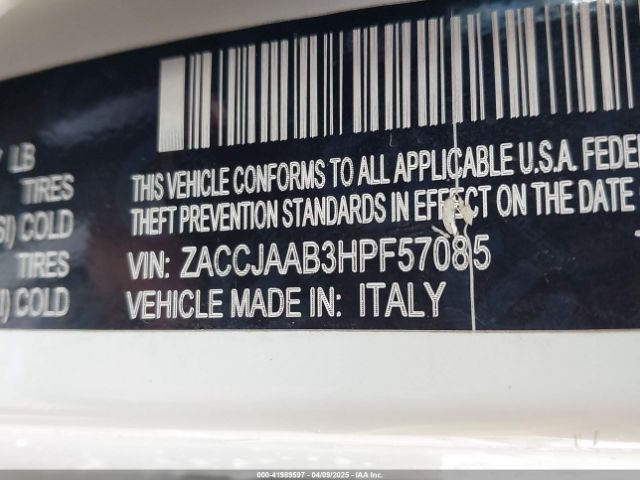 LB
TIRES
COLD
TIRES
COLD
THIS VEHICLE CONFORMS TO ALL APPLICABLE U.S.A. FEDE
THEFT PREVENTION STANDARDS IN EFFECT ON THE DATE
VIN: ZACCJAAB3HPF57085
VEHICLE MADE IN: ITALY
000-41989597 04/09/2025 IAA Inc.